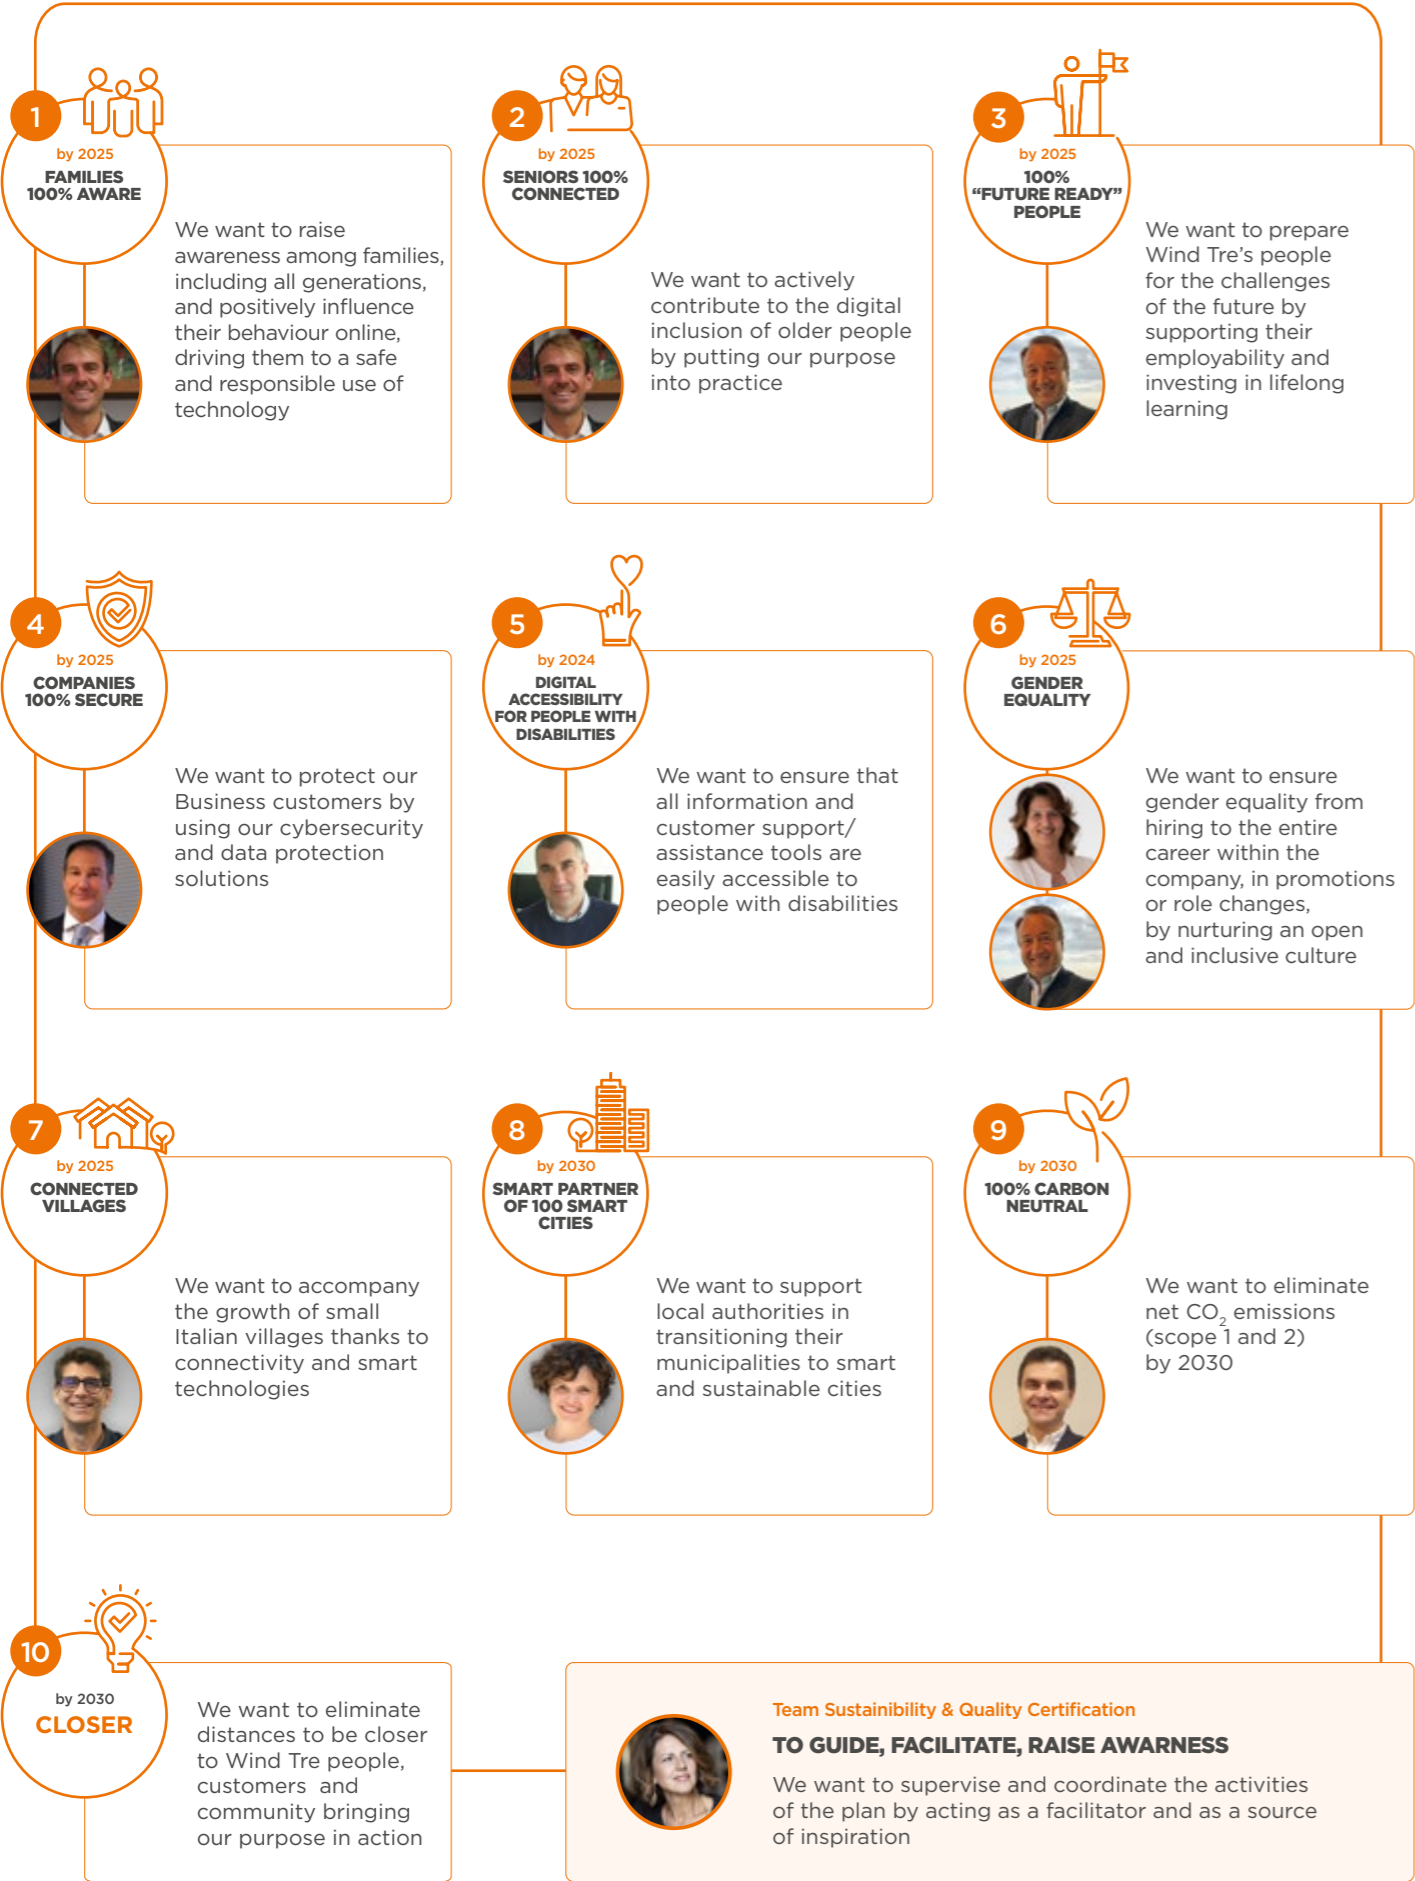 1
by 2025
FAMILIES
100% AWARE
We want to raise
awareness among families,
including all generations,
and positively influence
their behaviour online,
driving them to a safe
and responsible use of
technology
2
by 2025
SENIORS 100%
CONNECTED
We want to actively
contribute to the digital
inclusion of older people
by putting our purpose
into practice
3
by 2025
100%
“FUTURE READY”
PEOPLE
We want to prepare
Wind Tre’s people
for the challenges
of the future by
supporting their
employability and
investing in lifelong
learning
4
by 2025
COMPANIES
100% SECURE
We want to protect our
Business customers by
using our cybersecurity
and data protection
solutions
5
by 2024
DIGITAL
ACCESSIBILITY
FOR PEOPLE WITH
DISABILITIES
We want to ensure that
all information and
customer support/
assistance tools are
easily accessible to
people with disabilities
6
by 2025
GENDER
EQUALITY
We want to ensure
gender equality from
hiring to the entire
career within the
company, in promotions
or role changes,
by nurturing an open
and inclusive culture
7
by 2025
CONNECTED
VILLAGES
We want to accompany
the growth of small
Italian villages thanks to
connectivity and smart
technologies
8
by 2030
SMART PARTNER
OF 100 SMART
CITIES
We want to support
local authorities in
transitioning their
municipalities to smart
and sustainable cities
9
by 2030
100% CARBON
NEUTRAL
We want to eliminate
net CO₂ emissions
(scope 1 and 2)
by 2030
10
by 2030
CLOSER
We want to eliminate
distances to be closer
to Wind Tre people,
customers and
community bringing
our purpose in action
Team Sustainibility & Quality Certification
TO GUIDE, FACILITATE, RAISE AWARNESS
We want to supervise and coordinate the activities
of the plan by acting as a facilitator and as a source
of inspiration